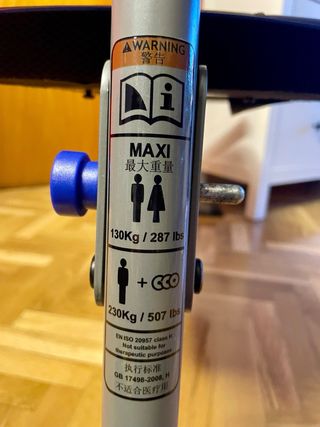 WARNING
警告
MAXI
最大重量
130Kg / 287 lbs
+
230Kg / 507 lbs
EN ISO 20957 class H
Not suitable for
therapeutic purposes
执行标准
GB 17498-2008, H
不适合医疗用